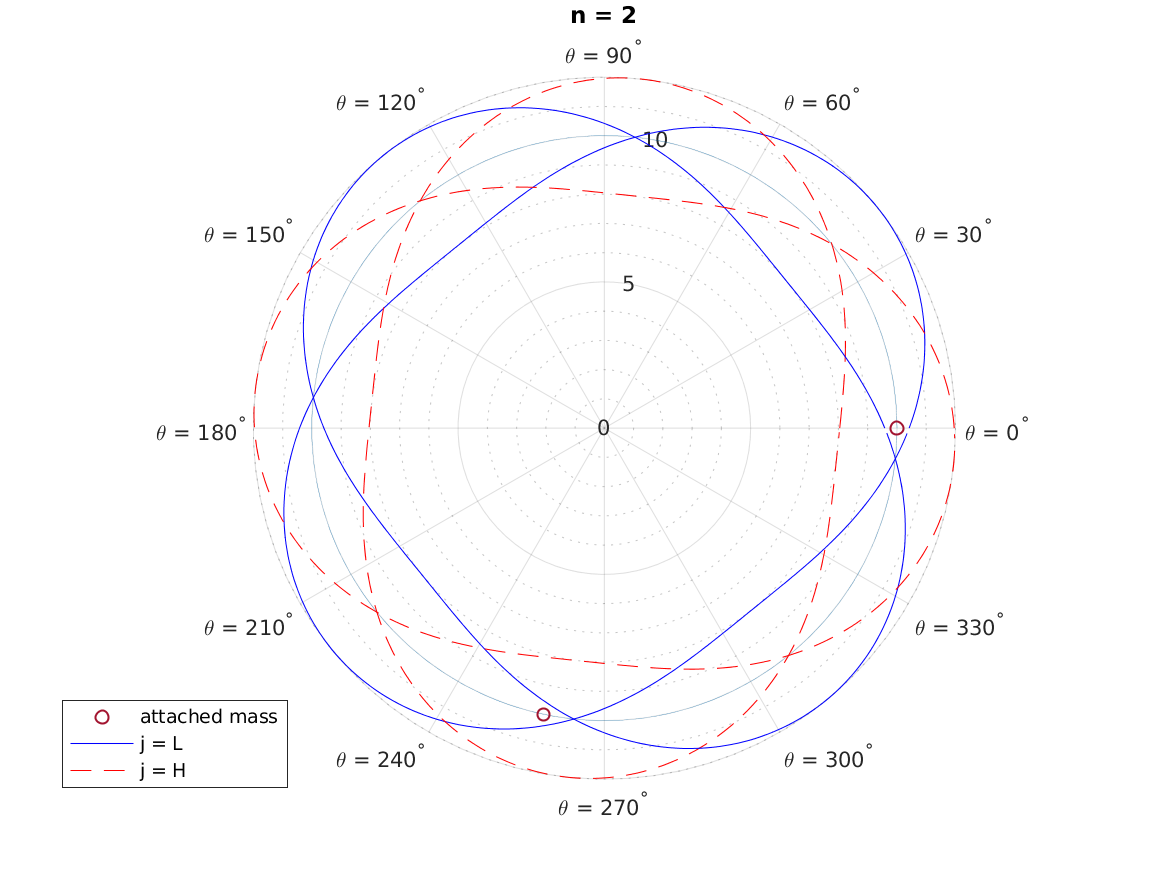 n = 2
θ = 90°
θ = 120°
θ = 60°
10
θ = 150°
θ = 30°
5
θ = 180°
0
θ = 0°
θ = 210°
θ = 330°
attached mass
j = L
j = H
θ = 240°
θ = 300°
θ = 270°